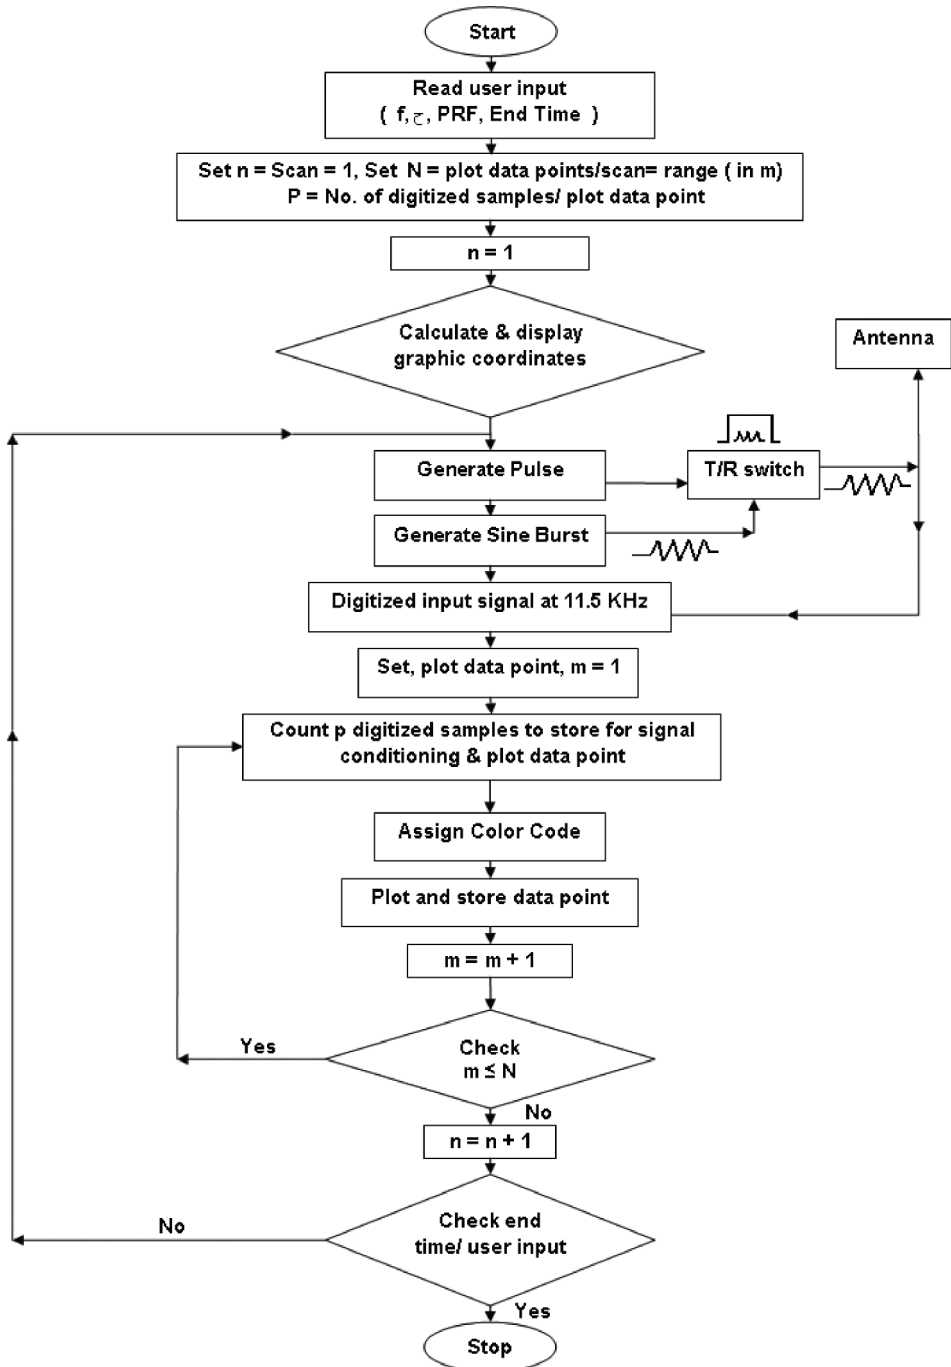 Start
Read user input
( f, ح, PRF, End Time )
Set n = Scan = 1, Set N = plot data points/scan= range ( in m)
P = No. of digitized samples/ plot data point
n = 1
Calculate & display
graphic coordinates
Antenna
Generate Pulse
T/R switch
Generate Sine Burst
Digitized input signal at 11.5 KHz
Set, plot data point, m = 1
Count p digitized samples to store for signal
conditioning & plot data point
Assign Color Code
Plot and store data point
m = m + 1
Yes
Check
m ≤ N
No
n = n + 1
No
Check end
time/ user input
Yes
Stop